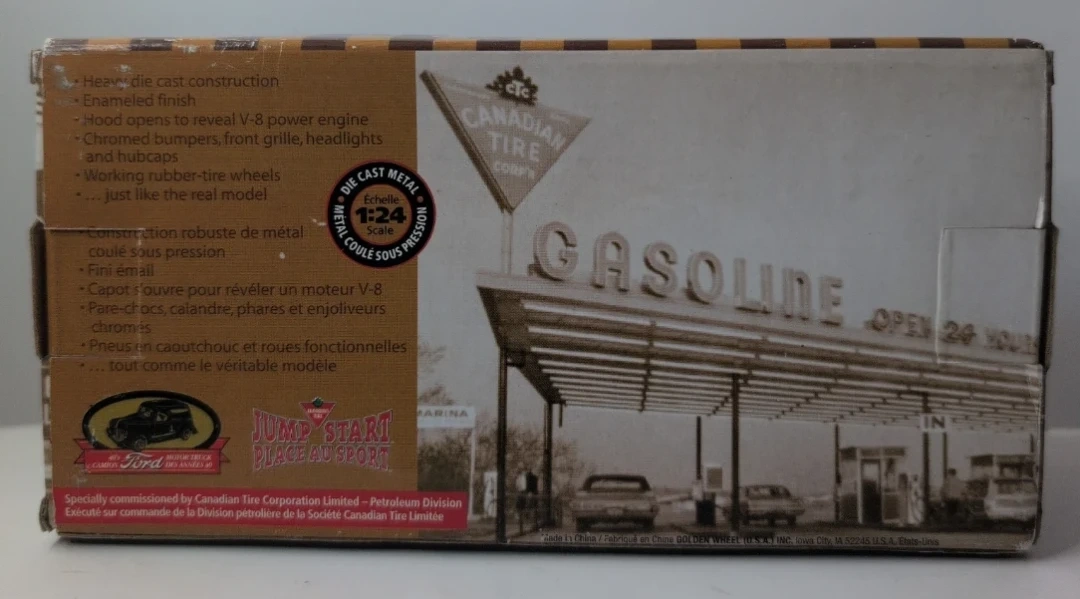 • Heavy die cast construction
• Enameled finish
• Hood opens to reveal V-8 power engine
• Chromed bumpers, front grille, headlights
and hubcaps
• Working rubber-tire wheels
• ... just like the real model
• Construction robuste de métal
coulé sous pression
• Fini émail
• Capot s'ouvre pour révéler un moteur V-8
• Pare-chocs, calandre, phares et enjoliveurs
chromés
• Pneus en caoutchouc et roues fonctionnelles
• ... tout comme le véritable modèle
DIE CAST METAL
Échelle
1:24
Scale
MÉTAL COULÉ SOUS PRESSION
CTC
CANADIAN
TIRE
CORP'N
GASOLINE
OPEN 24
MARINA
IN
Ford
MOTOR TRUCK
CAMION
DES ANNÉES 40
JUMP START
PLACE AU SPORT
Specially commissioned by Canadian Tire Corporation Limited – Petroleum Division
Exécuté sur commande de la Division pétrolière de la Société Canadian Tire Limitée
Made in China / Fabriqué en Chine GOLDEN WHEEL (U.S.A.) INC. Iowa City, IA 52245 U.S.A. États-Unis